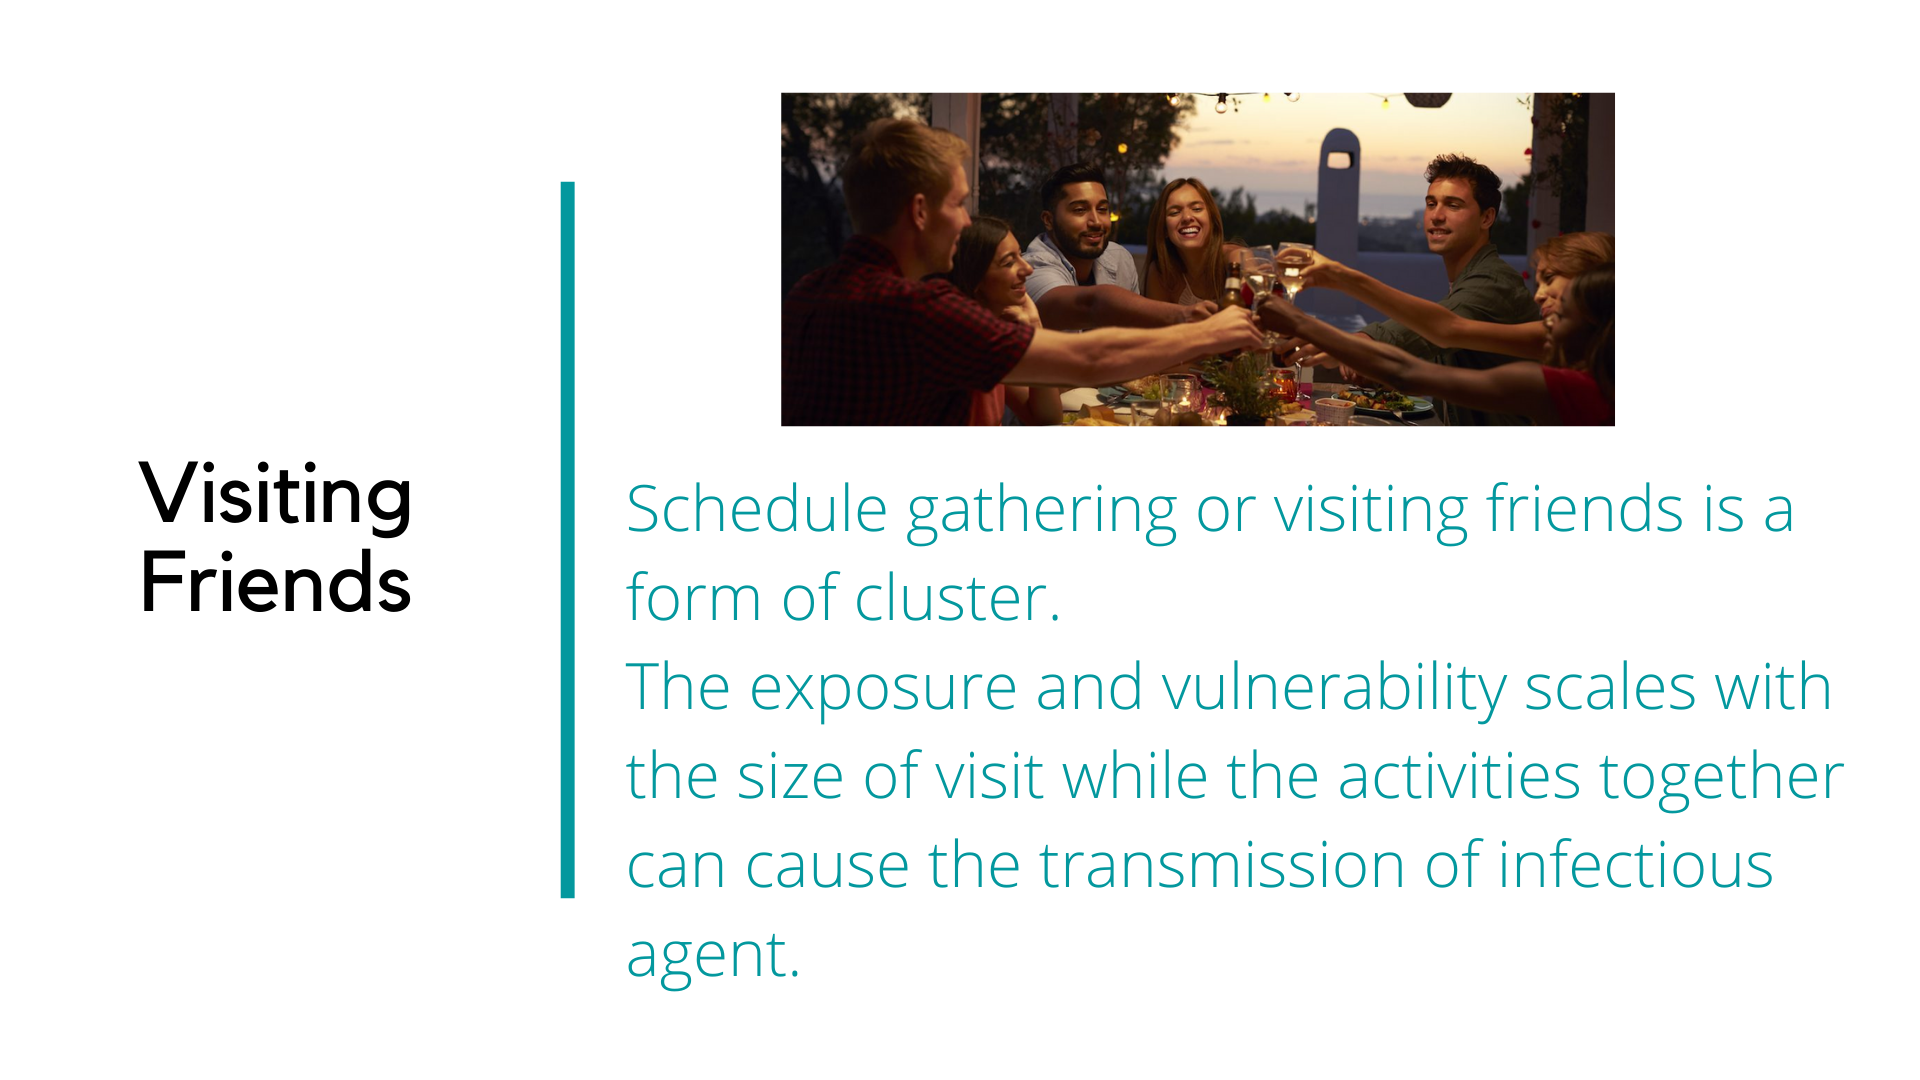 Visiting
Friends
Schedule gathering or visiting friends is a
form of cluster.
The exposure and vulnerability scales with
the size of visit while the activities together
can cause the transmission of infectious
agent.